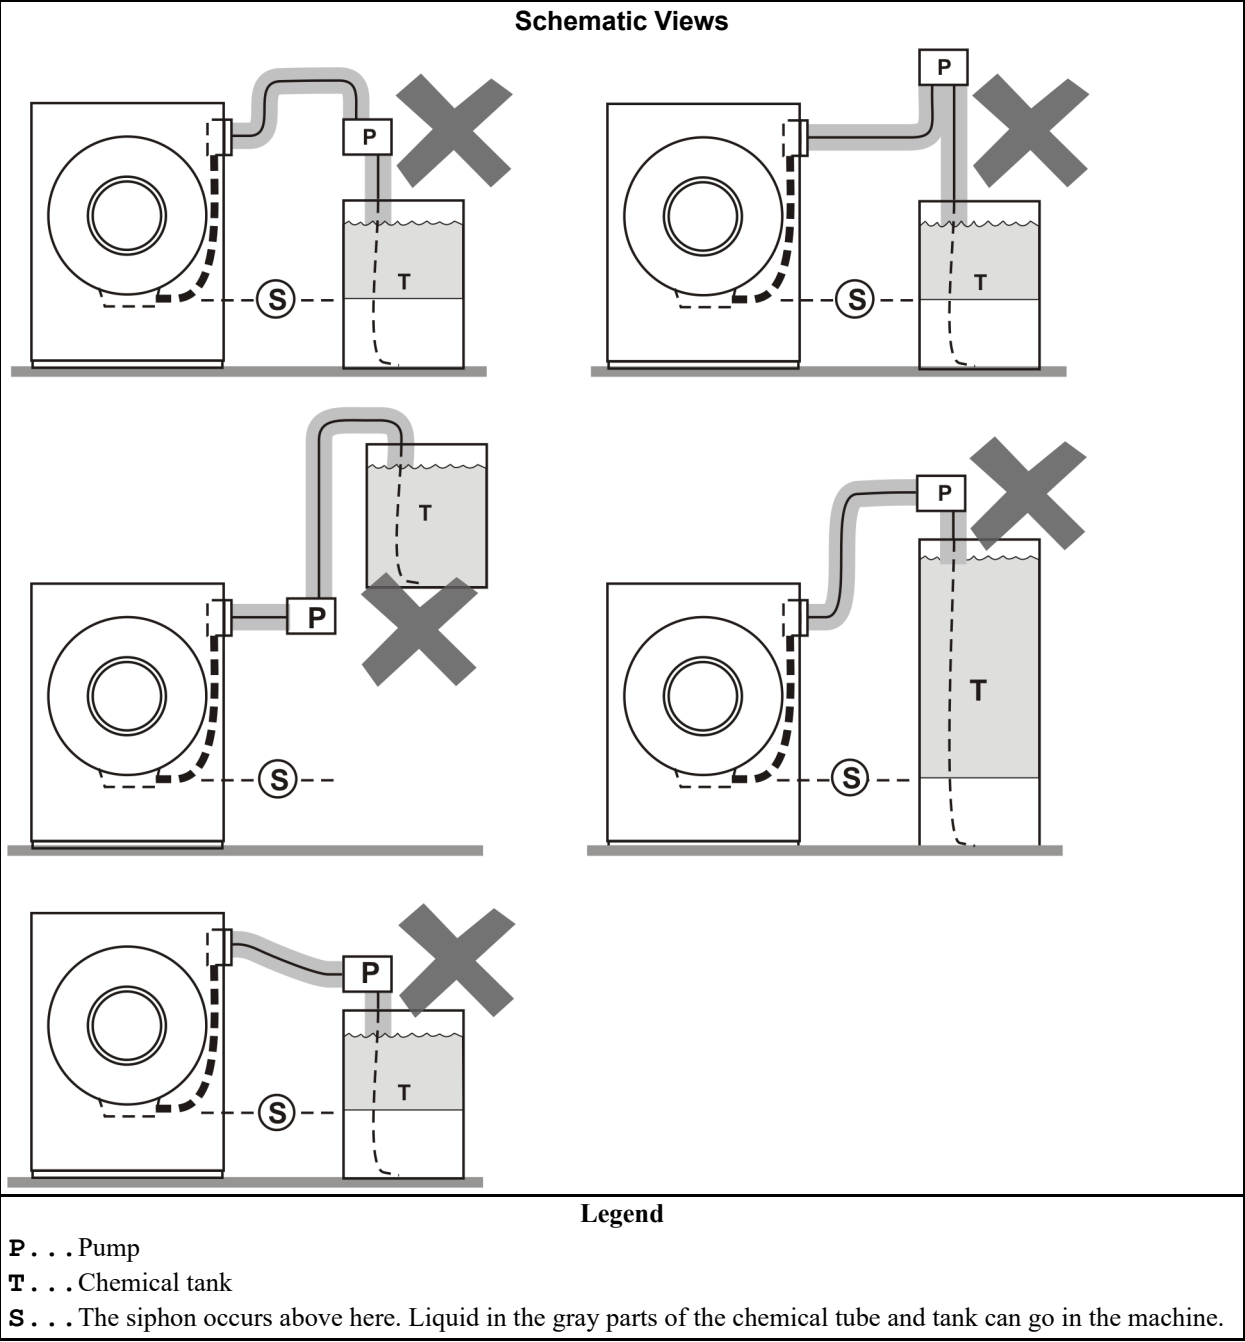 Schematic Views
P
P
T
T
S
S
T
P
P
T
S
S
P
T
S
Legend
P...Pump
T...Chemical tank
S...The siphon occurs above here. Liquid in the gray parts of the chemical tube and tank can go in the machine.